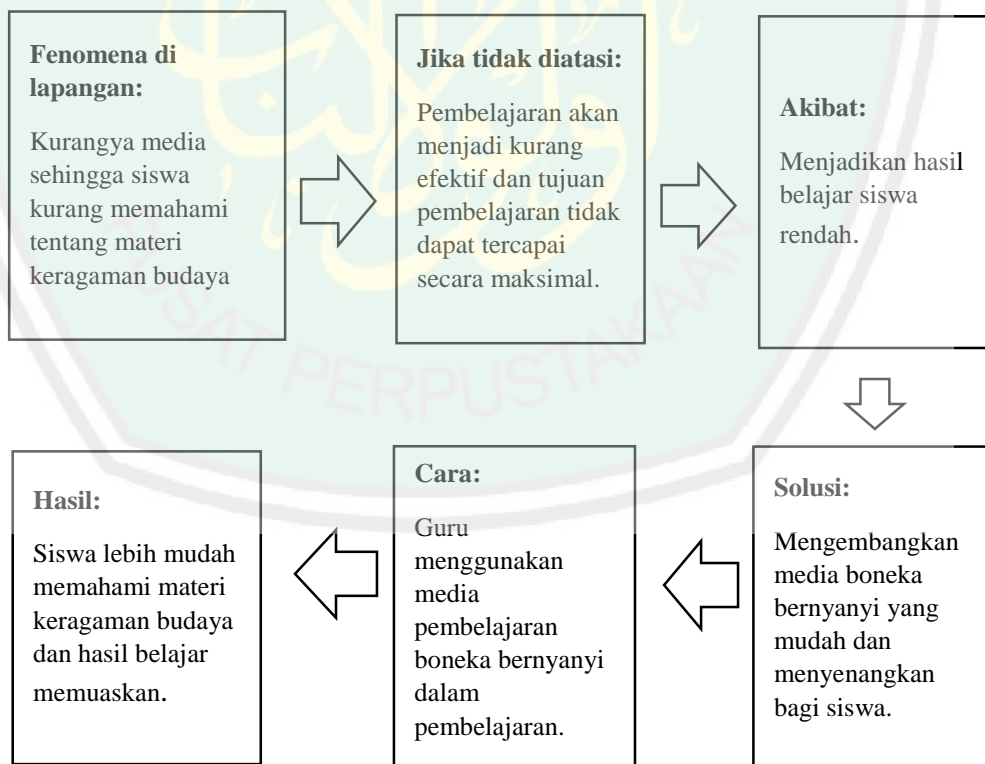 Fenomena di
lapangan:
Kurangya media
sehingga siswa
kurang memahami
tentang materi
keragaman budaya
Jika tidak diatasi:
Pembelajaran akan
menjadi kurang
efektif dan tujuan
pembelajaran tidak
dapat tercapai
secara maksimal.
Akibat:
Menjadikan hasil
belajar siswa
rendah.
Solusi:
Mengembangkan
media boneka
bernyanyi yang
mudah dan
menyenangkan
bagi siswa.
Cara:
Guru
menggunakan
media
pembelajaran
boneka bernyanyi
dalam
pembelajaran.
Hasil:
Siswa lebih mudah
memahami materi
keragaman budaya
dan hasil belajar
memuaskan.
PUSAT PERPUSTAKAAN